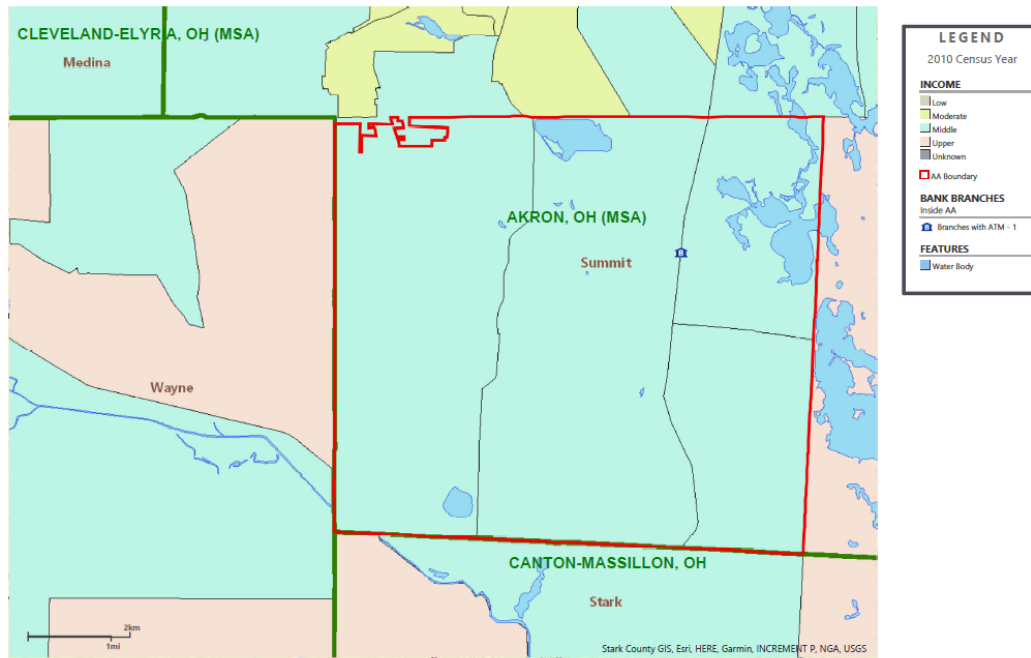 CLEVELAND-ELYRIA, OH (MSA)
Medina
AKRON, OH (MSA)
Summit
Wayne
CANTON-MASSILLON, OH
Stark
2km
1mi
Stark County GIS, Esri, HERE, Garmin, INCREMENT P, NGA, USGS
LEGEND
2010 Census Year
INCOME
Low
Moderate
Middle
Upper
Unknown
AA Boundary
BANK BRANCHES
Inside AA
B Branches with ATM - 1
FEATURES
Water Body